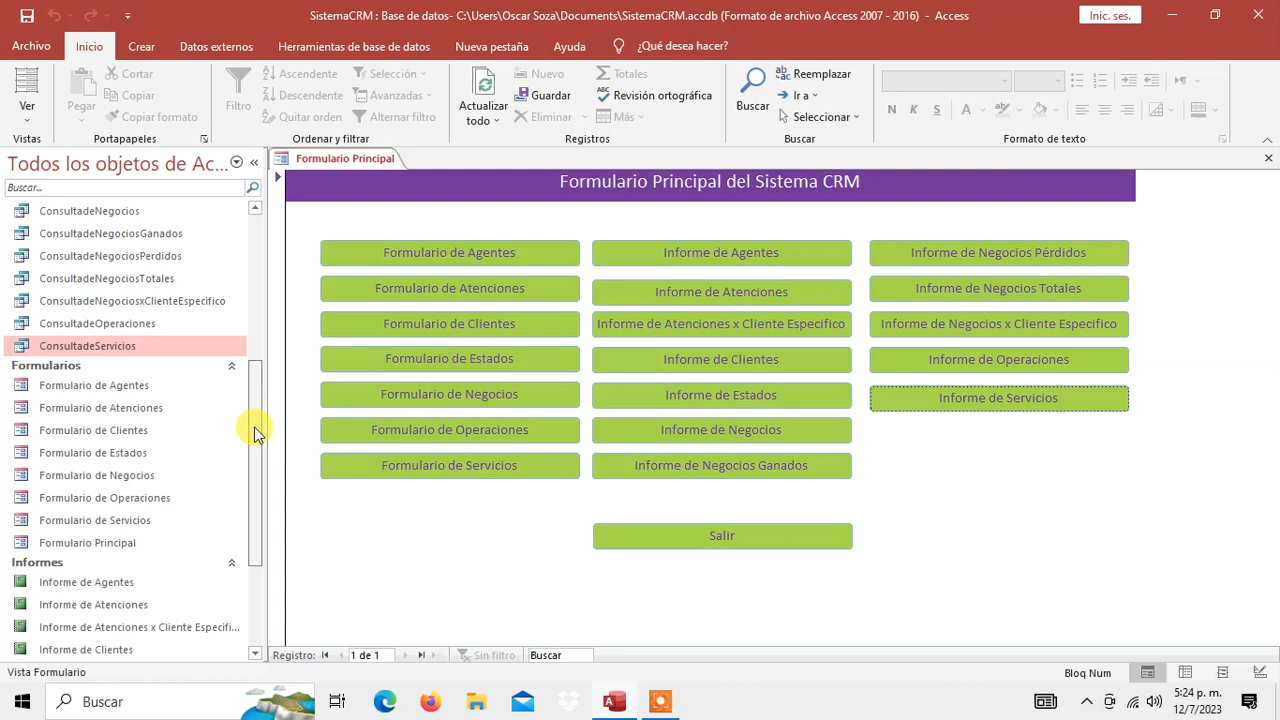 SistemaCRM : Base de datos- C:\Users\Oscar Soza\Documents\SistemaCRM.accdb (Formato de archivo Access 2007 - 2016) - Access
Inic. ses.
Archivo Inicio Crear Datos externos Herramientas de base de datos Nueva pestaña Ayuda ¿Qué desea hacer?
Ver
Vistas
Pegar
Cortar
Copiar
Copiar formato
Portapapeles
Filtro
Ascendente
Descendente
Quitar orden
Selección
Avanzadas
Alternar filtro
Ordenar y filtrar
Actualizar
todo
Nuevo
Guardar
Eliminar
Totales
Revisión ortográfica
Más
Registros
Buscar
Reemplazar
Ir a
Seleccionar
Buscar
N K S A
Formato de texto
Todos los objetos de Ac...
Buscar...
ConsultadeNegocios
ConsultadeNegociosGanados
ConsultadeNegociosPerdidos
ConsultadeNegociosTotales
ConsultadeNegociosxClienteEspecifico
ConsultadeOperaciones
ConsultadeServicios
Formularios
Formulario de Agentes
Formulario de Atenciones
Formulario de Clientes
Formulario de Estados
Formulario de Negocios
Formulario de Operaciones
Formulario de Servicios
Formulario Principal
Informes
Informe de Agentes
Informe de Atenciones
Informe de Atenciones x Cliente Especifi...
Informe de Clientes
Formulario Principal
Formulario Principal del Sistema CRM
Formulario de Agentes
Formulario de Atenciones
Formulario de Clientes
Formulario de Estados
Formulario de Negocios
Formulario de Operaciones
Formulario de Servicios
Informe de Agentes
Informe de Atenciones
Informe de Atenciones x Cliente Especifico
Informe de Clientes
Informe de Estados
Informe de Negocios
Informe de Negocios Ganados
Informe de Negocios Pérdidos
Informe de Negocios Totales
Informe de Negocios x Cliente Especifico
Informe de Operaciones
Informe de Servicios
Salir
Registro: 1 de 1 Sin filtro Buscar
Vista Formulario
Bloq Num
Buscar
5:24 p. m.
12/7/2023